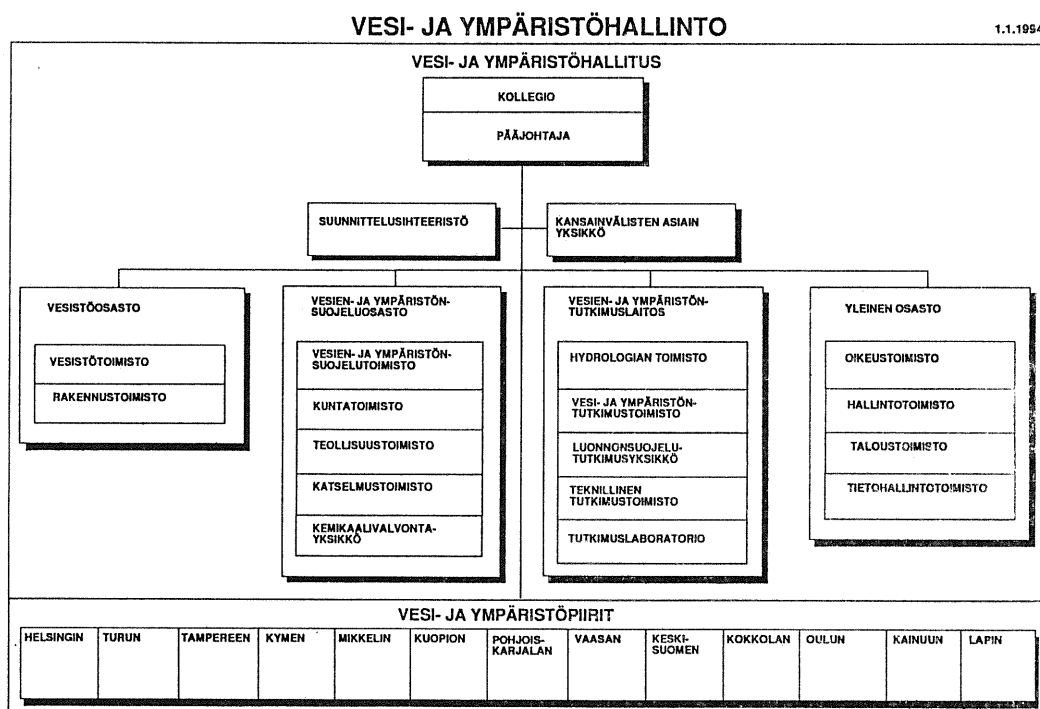 VESI- JA YMPÄRISTÖHALLINTO
1.1.1994
VESI- JA YMPÄRISTÖHALLITUS
KOLLEGIO
PÄÄJOHTAJA
SUUNNITTELUSIHTEERISTÖ
KANSAINVÄLISTEN ASIAIN
YKSIKKÖ
VESISTÖOSASTO
VESISTÖTOIMISTO
RAKENNUSTOIMISTO
VESIEN- JA YMPÄRISTÖN-
SUOJELUOSASTO
VESIEN- JA YMPÄRISTÖN-
SUOJELUTOIMISTO
KUNTATOIMISTO
TEOLLISUUSTOIMISTO
KATSELMUSTOIMISTO
KEMIKAALIVALVONTA-
YKSIKKÖ
VESIEN- JA YMPÄRISTÖN-
TUTKIMUSLAITOS
HYDROLOGIAN TOIMISTO
VESI- JA YMPÄRISTÖN-
TUTKIMUSTOIMISTO
LUONNONSUOJELU-
TUTKIMUSYKSIKKÖ
TEKNILLINEN
TUTKIMUSTOIMISTO
TUTKIMUSLABORATORIO
YLEINEN OSASTO
OIKEUSTOIMISTO
HALLINTOTOIMISTO
TALOUSTOIMISTO
TIETOHALLINTOTOIMISTO
VESI- JA YMPÄRISTÖPIIRIT
HELSINGIN
TURUN
TAMPEREEN
KYMEN
MIKKELIN
KUOPION
POHJOIS-
KARJALAN
VAASAN
KESKI-
SUOMEN
KOKKOLAN
OULUN
KAINUUN
LAPIN